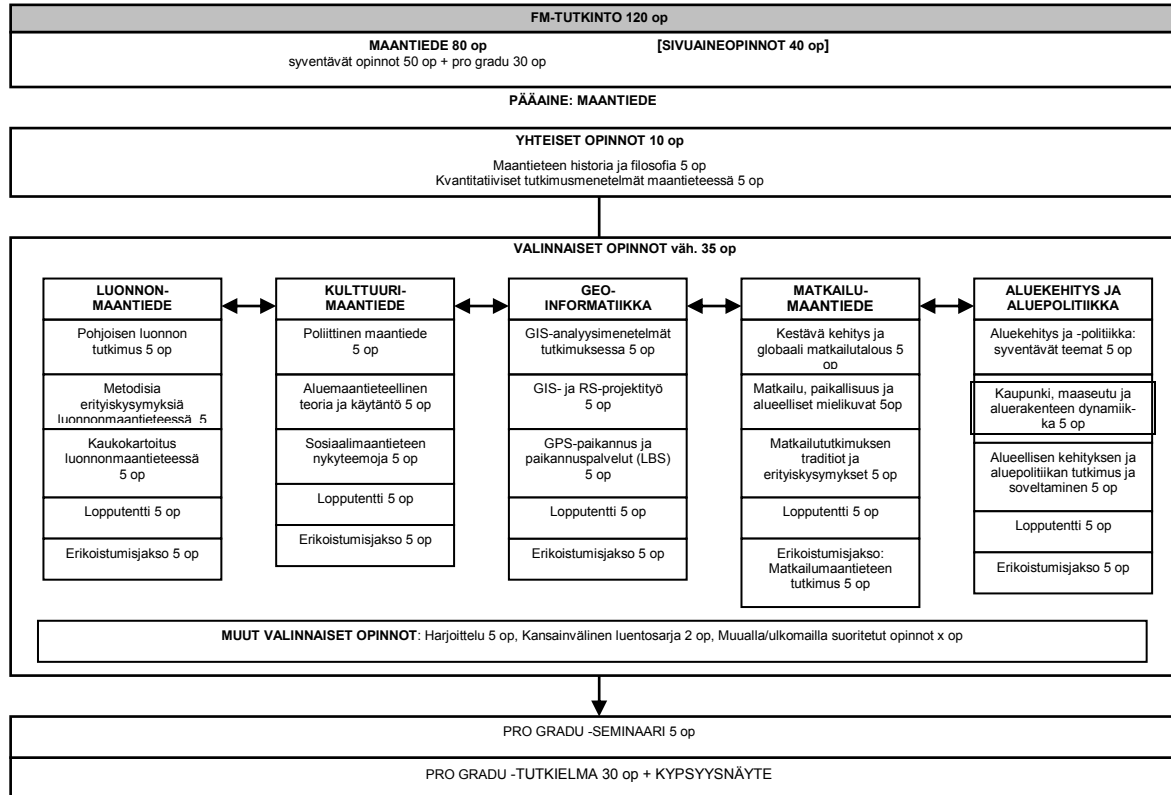 FM-TUTKINTO 120 op
MAANTIEDE 80 op [SIVUAINEOPINNOT 40 op]
syventävät opinnot 50 op + pro gradu 30 op
PÄÄAINE: MAANTIEDE
YHTEISET OPINNOT 10 op
Maantieteen historia ja filosofia 5 op
Kvantitatiiviset tutkimusmenetelmät maantieteessä 5 op
VALINNAISET OPINNOT väh. 35 op
LUONNON-
MAANTIEDE
Pohjoisen luonnon
tutkimus 5 op
Metodisia
erityiskysymyksiä
luonnonmaantieteessä 5
Kaukokartoitus
luonnonmaantieteessä
5 op
Lopputentti 5 op
Erikoistumisjakso 5 op
KULTTUURI-
MAANTIEDE
Poliittinen maantiede
5 op
Aluemaantieteellinen
teoria ja käytäntö 5 op
Sosiaalimaantieteen
nykyteemoja 5 op
Lopputentti 5 op
Erikoistumisjakso 5 op
GEO-
INFORMATIIKKA
GIS-analyysimenetelmät
tutkimuksessa 5 op
GIS- ja RS-projektityö
5 op
GPS-paikannus ja
paikannuspalvelut (LBS)
5 op
Lopputentti 5 op
Erikoistumisjakso 5 op
MATKAILU-
MAANTIEDE
Kestävä kehitys ja
globaali matkailutalous 5
op
Matkailu, paikallisuus ja
alueelliset mielikuvat 5op
Matkailututkimuksen
traditiot ja
erityiskysymykset 5 op
Lopputentti 5 op
Erikoistumisjakso:
Matkailumaantieteen
tutkimus 5 op
ALUEKEHITYS JA
ALUEPOLITIIKKA
Aluekehitys ja -politiikka:
syventävät teemat 5 op
Kaupunki, maaseutu ja
aluerakenteen dynamiik-
ka 5 op
Alueellisen kehityksen ja
aluepolitiikan tutkimus ja
soveltaminen 5 op
Lopputentti 5 op
Erikoistumisjakso 5 op
MUUT VALINNAISET OPINNOT: Harjoittelu 5 op, Kansainvälinen luentosarja 2 op, Muualla/ulkomailla suoritetut opinnot x op
PRO GRADU -SEMINAARI 5 op
PRO GRADU -TUTKIELMA 30 op + KYPSYYSNÄYTE